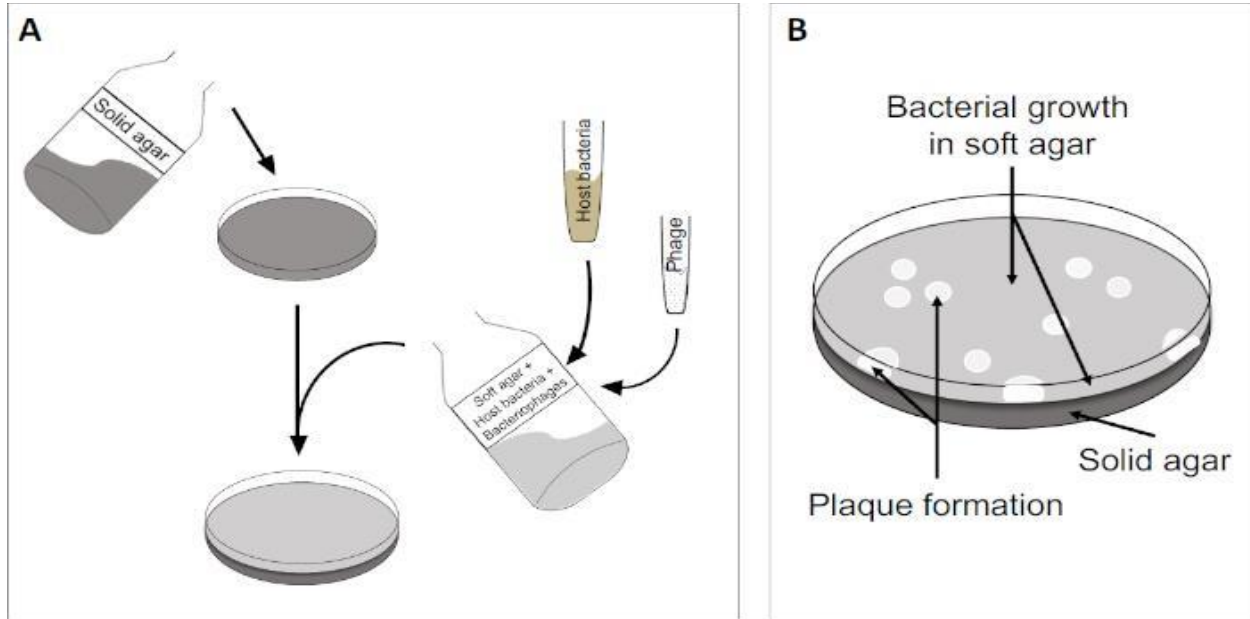 A
Solid agar
Host bacteria
Phage
Soft agar +
Host bacteria +
Bacteriophages
B
Bacterial growth
in soft agar
Solid agar
Plaque formation